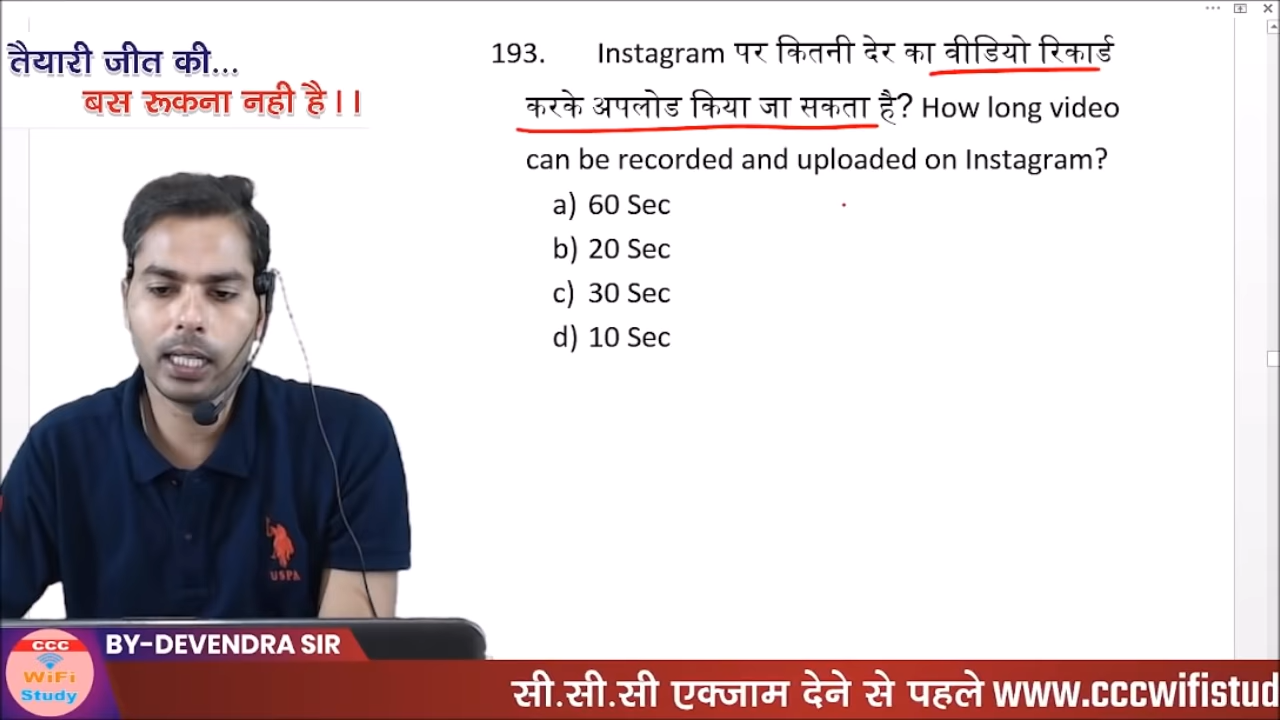 तैयारी जीत की...
बस रूकना नही है।।
193. Instagram पर कितनी देर का वीडियो रिकार्ड
करके अपलोड किया जा सकता है? How long video
can be recorded and uploaded on Instagram?
a) 60 Sec
b) 20 Sec
c) 30 Sec
d) 10 Sec
USPA
CCC
WiFi
Study
BY-DEVENDRA SIR
सी.सी.सी एक्जाम देने से पहले www.cccwifistud